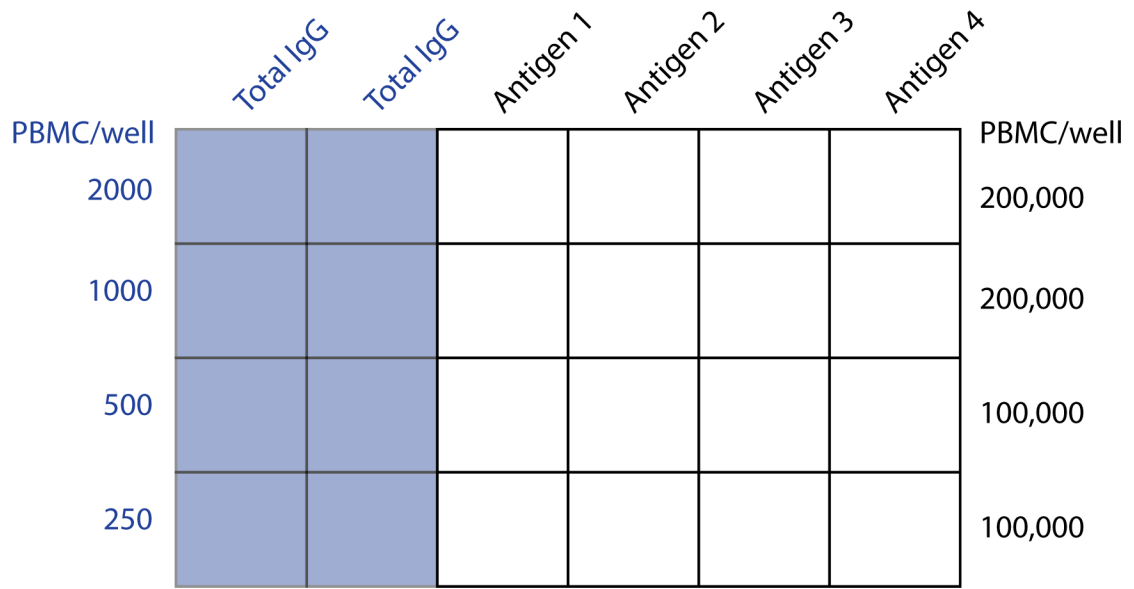 Total IgG
Total IgG
Antigen 1
Antigen 2
Antigen 3
Antigen 4
PBMC/well
PBMC/well
2000
200,000
1000
200,000
500
100,000
250
100,000